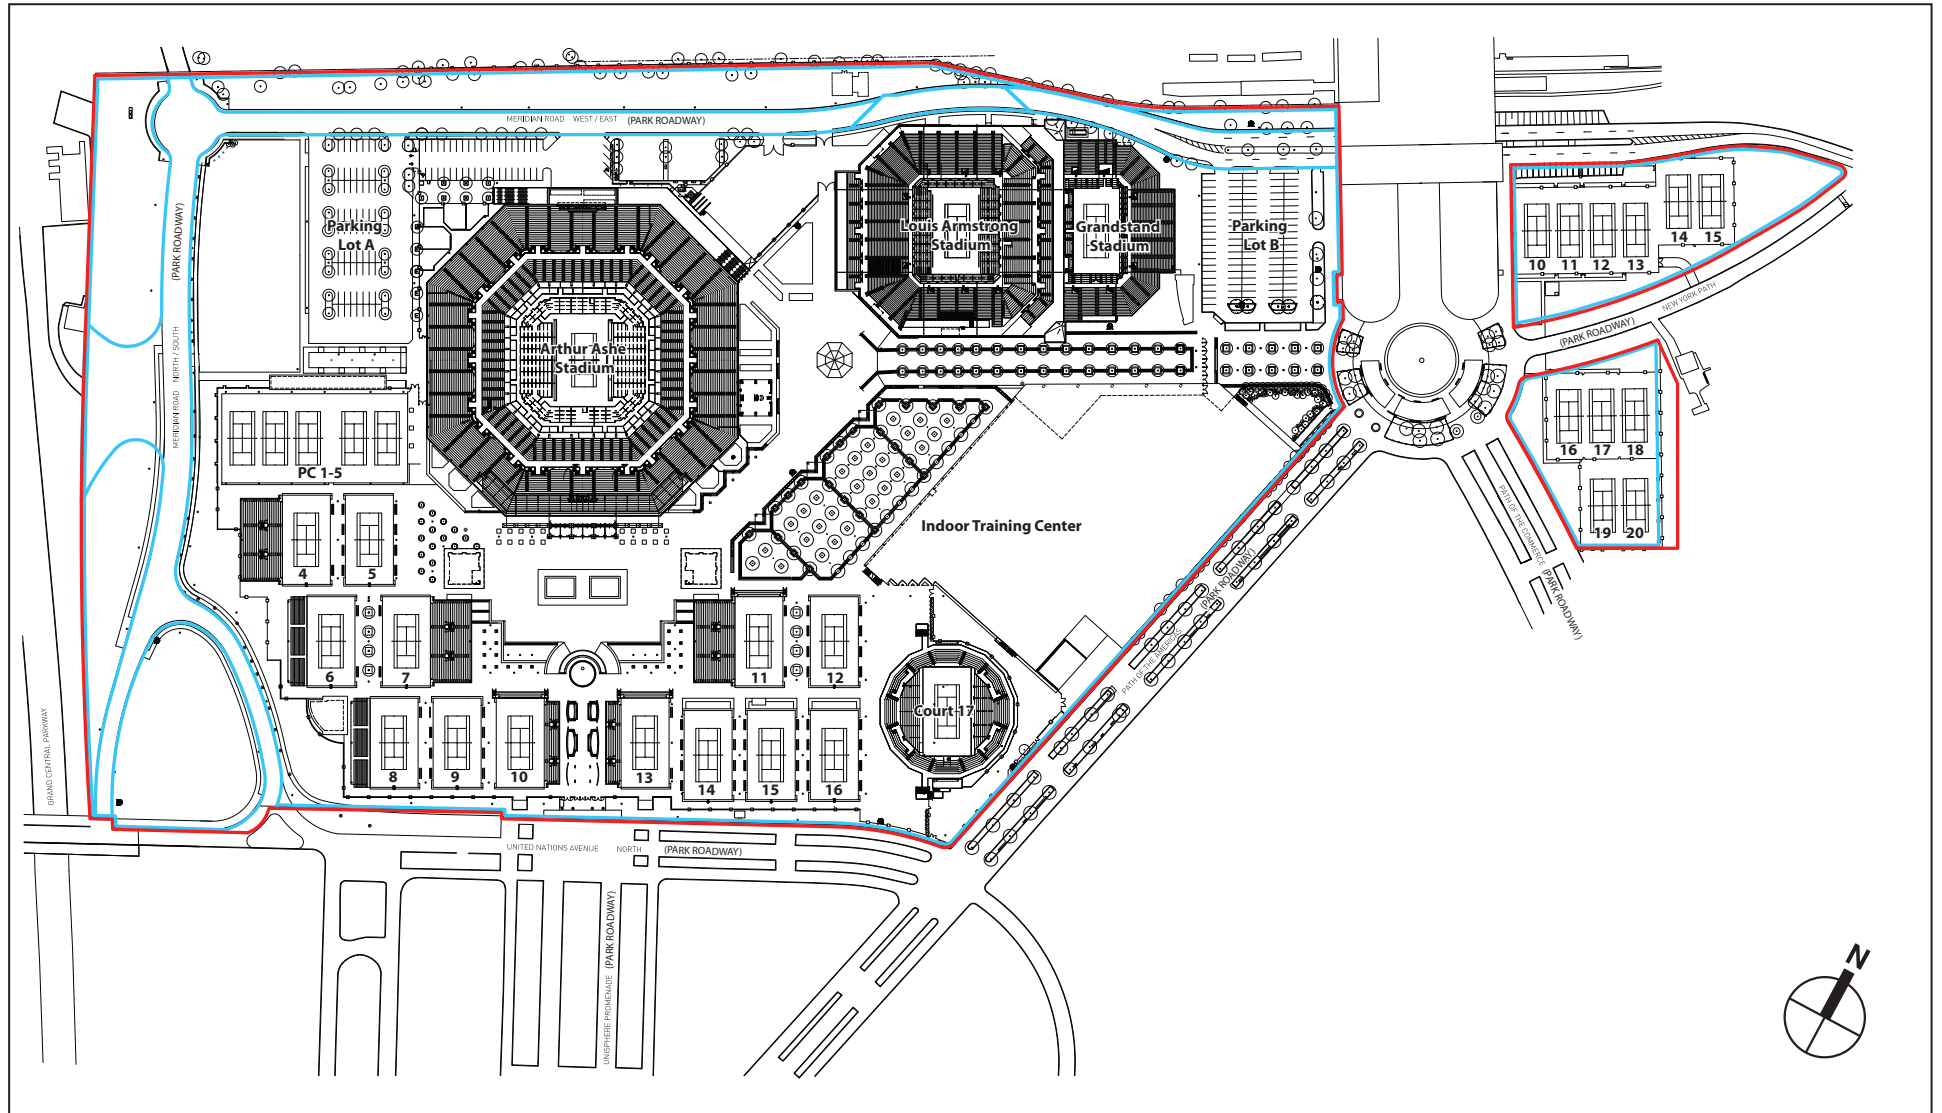 MERIDIAN ROAD WEST / EAST (PARK ROADWAY)
(PARK ROADWAY)
MERIDIAN ROAD NORTH / SOUTH
Parking
Lot A
Louis Armstrong
Stadium
Grandstand
Stadium
Parking
Lot B
10 11 12 13
14 15
NEW YORK PATH
(PARK ROADWAY)
Arthur Ashe
Stadium
PC 1-5
16 17 18
19 20
PATH OF THE COMMERCE (PARK ROADWAY)
Indoor Training Center
4
5
6
7
11
12
8
9
10
13
14
15
16
Court 17
PATH OF THE AMERICAS
(PARK ROADWAY)
GRAND CENTRAL PARKWAY
UNITED NATIONS AVENUE NORTH (PARK ROADWAY)
UNISPHERE PROMENADE (PARK ROADWAY)
N